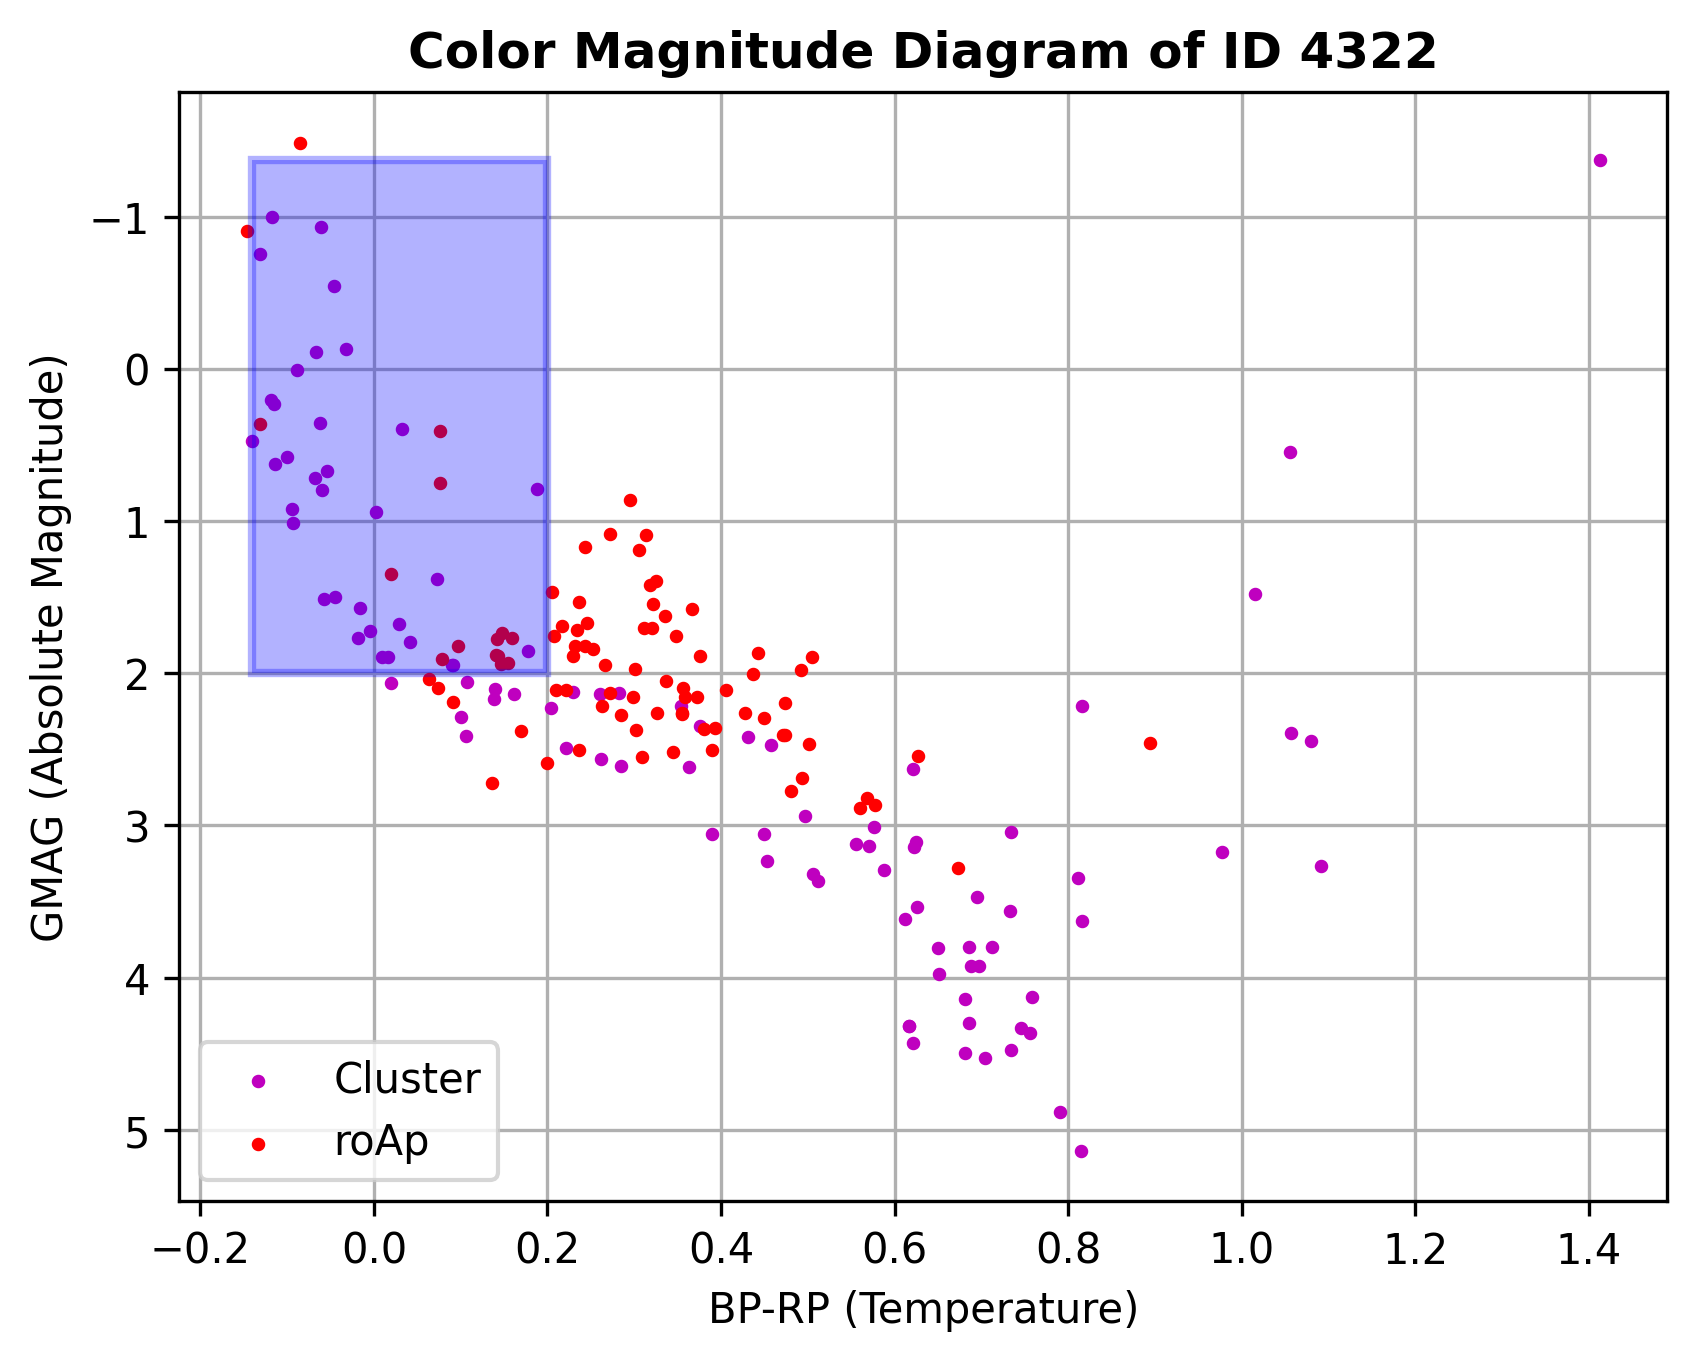 Color Magnitude Diagram of ID 4322
GMAG (Absolute Magnitude)
−1
0
1
2
3
4
5
Cluster
roAp
−0.2 0.0 0.2 0.4 0.6 0.8 1.0 1.2 1.4
BP-RP (Temperature)